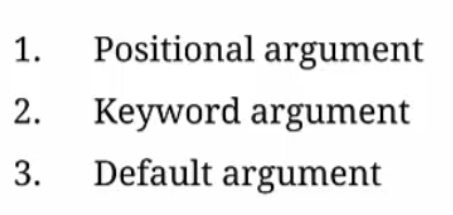 1. Positional argument
2. Keyword argument
3. Default argument